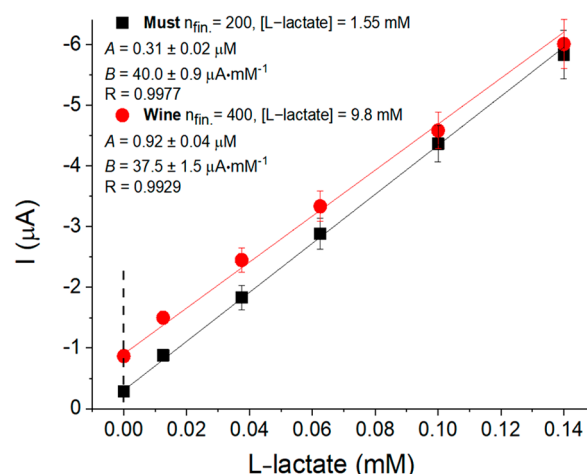 Must n fin. = 200, [L-lactate] = 1.55 mM
A = 0.31 ± 0.02 μM
B = 40.0 ± 0.9 μA·mM⁻¹
R = 0.9977
Wine n fin. = 400, [L-lactate] = 9.8 mM
A = 0.92 ± 0.04 μM
B = 37.5 ± 1.5 μA·mM⁻¹
R = 0.9929
I (μA)
-6
-5
-4
-3
-2
-1
0
0.00 0.02 0.04 0.06 0.08 0.10 0.12 0.14
L-lactate (mM)